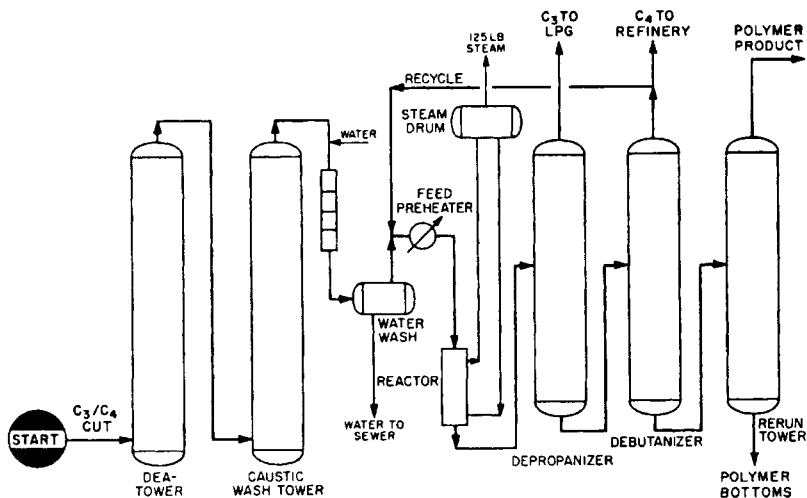 C3 TO
LPG
C4 TO
REFINERY
POLYMER
PRODUCT
125 LB
STEAM
RECYCLE
STEAM
DRUM
WATER
FEED
PREHEATER
WATER
WASH
REACTOR
C3/C4
CUT
START
WATER TO
SEWER
DEA-
TOWER
CAUSTIC
WASH TOWER
DEPROPANIZER
DEBUTANIZER
RERUN
TOWER
POLYMER
BOTTOMS